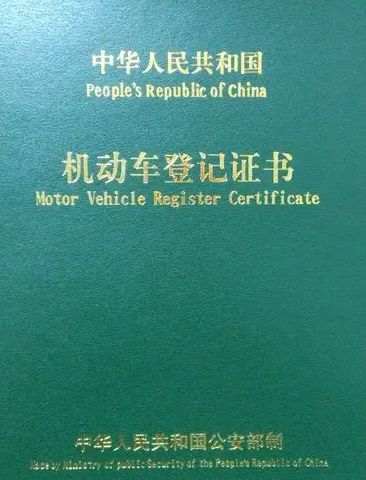 中华人民共和国
People's Republic of China
机动车登记证书
Motor Vehicle Register Certificate
中华人民共和国公安部制
Made by Ministry of public Security of the People's Republic of China